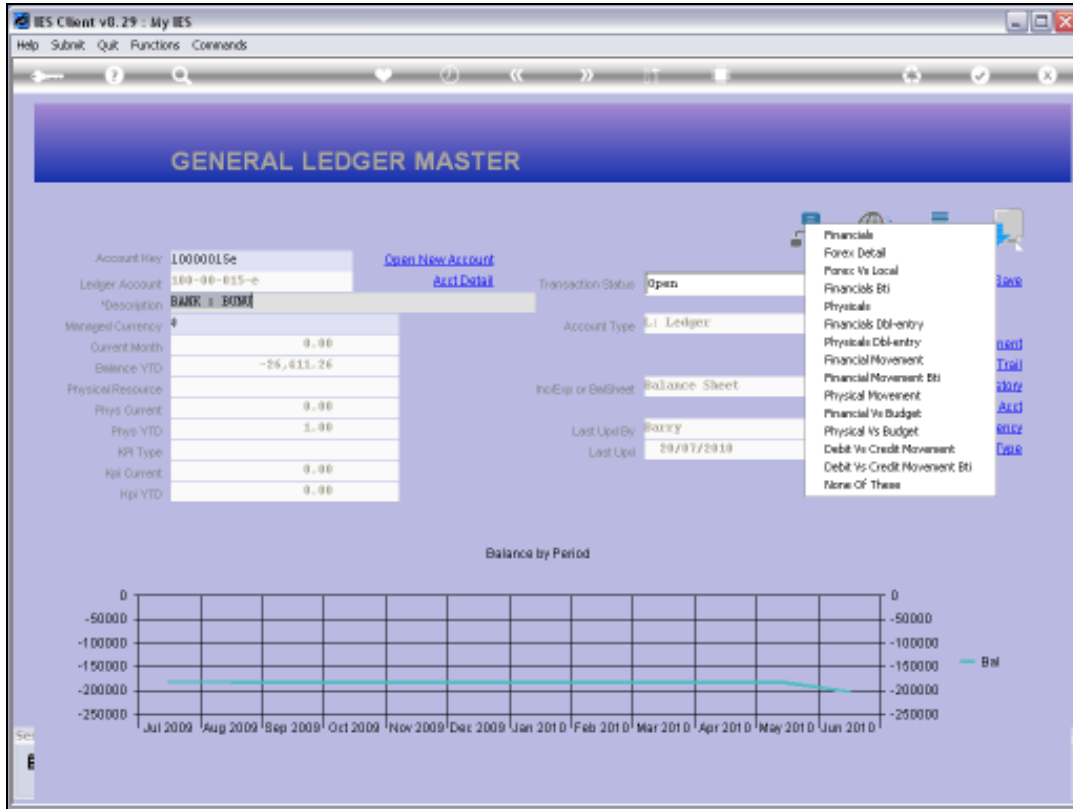 IES Client v8.29 : My IES
Help Submit Quit Functions Commands
GENERAL LEDGER MASTER
Account Key 10000015e Open New Account
Ledger Account 100-00-015-e Acct Detail Transaction Status Open Save
*Description BANK :
Managed Currency Account Type L: Ledger
Current Month 0.00
Balance YTD -26,411.26 Trail
Physical Resource Inc/Exp or BalSheet Balance Sheet
Phys Current 0.00 Acct
Phys YTD 1.00 Last Upd By Barry
KPI Type Last Upd 20/07/2010 Type
Kpi Current 0.00
Kpi YTD 0.00
Financials
Forex Detail
Forex Vs Local
Financials Bti
Physicals
Financials Dbl-entry
Physicals Dbl-entry
Financial Movement
Financial Movement Bti
Physical Movement
Financial Vs Budget
Physical Vs Budget
Debit Vs Credit Movement
Debit Vs Credit Movement Bti
None Of These
Balance by Period
0 0
-50000 -50000
-100000 -100000
-150000 -150000 Bal
-200000 -200000
-250000 -250000
Jul 2009 Aug 2009 Sep 2009 Oct 2009 Nov 2009 Dec 2009 Jan 2010 Feb 2010 Mar 2010 Apr 2010 May 2010 Jun 2010